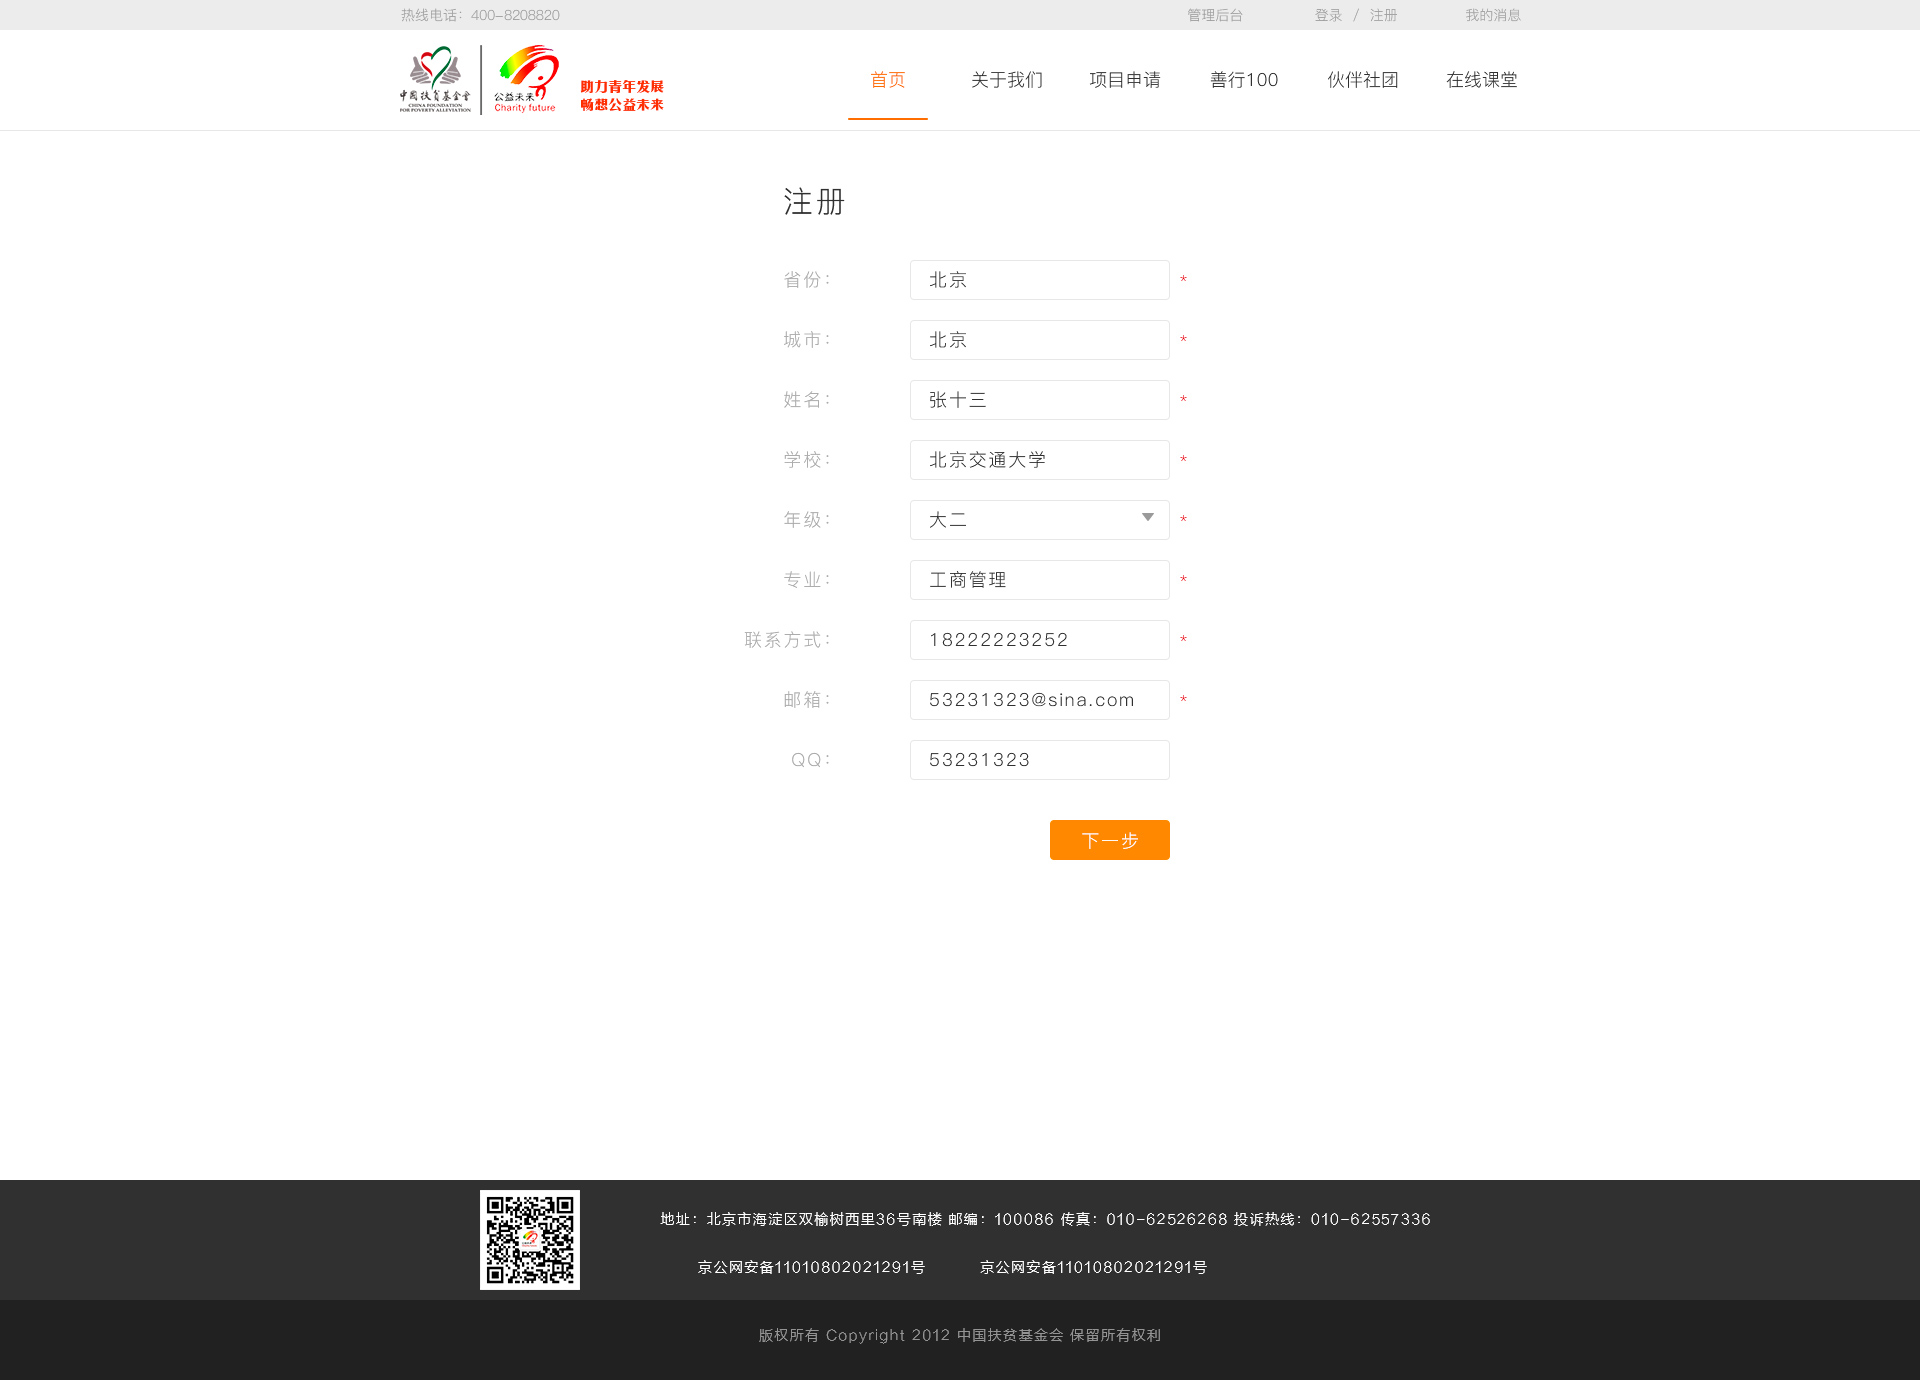 热线电话：400-8208820 管理后台 登录 / 注册 我的消息
中国扶贫基金会
CHINA FOUNDATION
FOR POVERTY ALLEVIATION
公益未来
Charity future
助力青年发展
畅想公益未来
首页 关于我们 项目申请 善行100 伙伴社团 在线课堂
注册
省份： 北京 *
城市： 北京 *
姓名： 张十三 *
学校： 北京交通大学 *
年级： 大二 *
专业： 工商管理 *
联系方式： 18222223252 *
邮箱： 53231323@sina.com *
QQ： 53231323
下一步
地址：北京市海淀区双榆树西里36号南楼 邮编：100086 传真：010-62526268 投诉热线：010-62557336
京公网安备11010802021291号 京公网安备11010802021291号
版权所有 Copyright 2012 中国扶贫基金会 保留所有权利